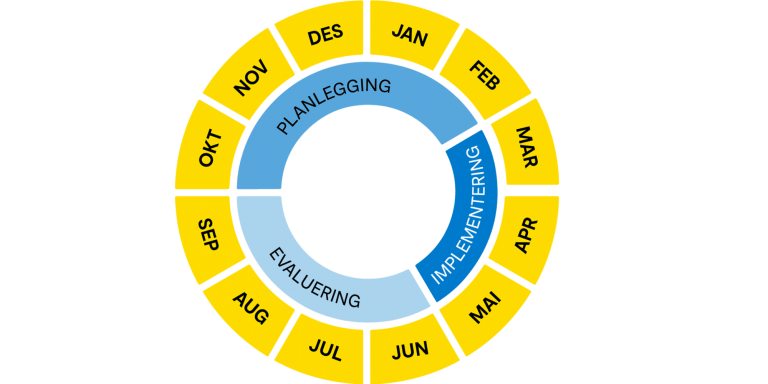 JAN
FEB
MAR
APR
MAI
JUN
JUL
AUG
SEP
OKT
NOV
DES
PLANLEGGING
IMPLEMENTERING
EVALUERING